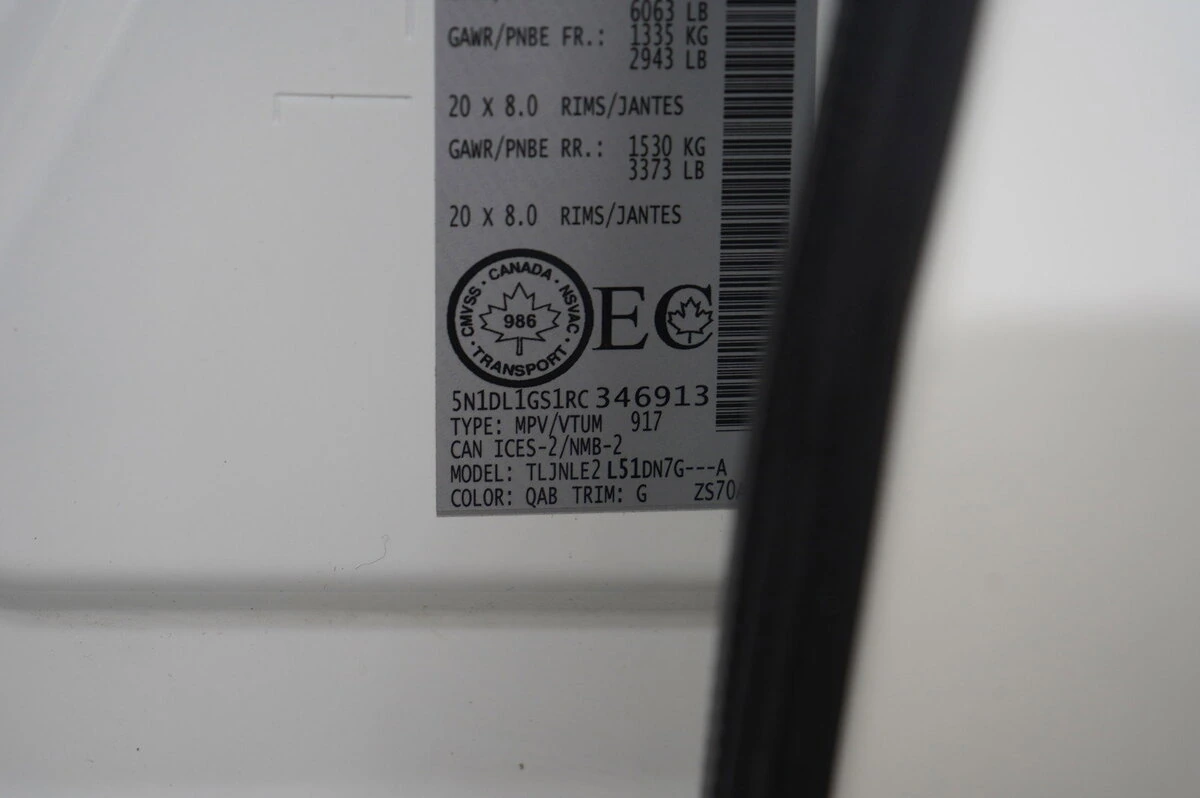 6063 LB
GAWR/PNBE FR.: 1335 KG
2943 LB
20 X 8.0 RIMS/JANTES
GAWR/PNBE RR.: 1530 KG
3373 LB
20 X 8.0 RIMS/JANTES
CMVSS · CANADA · NSVAC · TRANSPORT ·
986
EC
5N1DL1GS1RC346913
TYPE: MPV/VTUM 917
CAN ICES-2/NMB-2
MODEL: TLJNLE2 L51DN7G---A
COLOR: QAB TRIM: G ZS70A